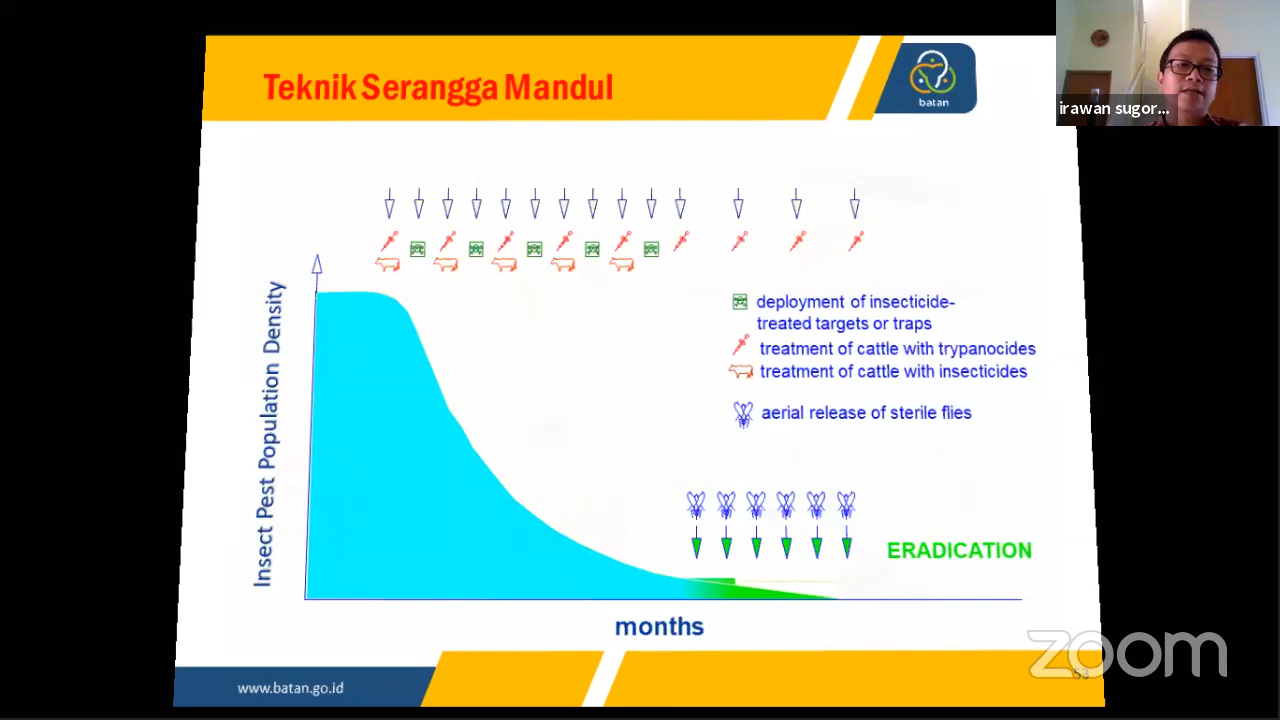 Teknik Serangga Mandul
batan
irawan sugor...
Insect Pest Population Density
deployment of insecticide-
treated targets or traps
treatment of cattle with trypanocides
treatment of cattle with insecticides
aerial release of sterile flies
ERADICATION
months
zoom
53
www.batan.go.id